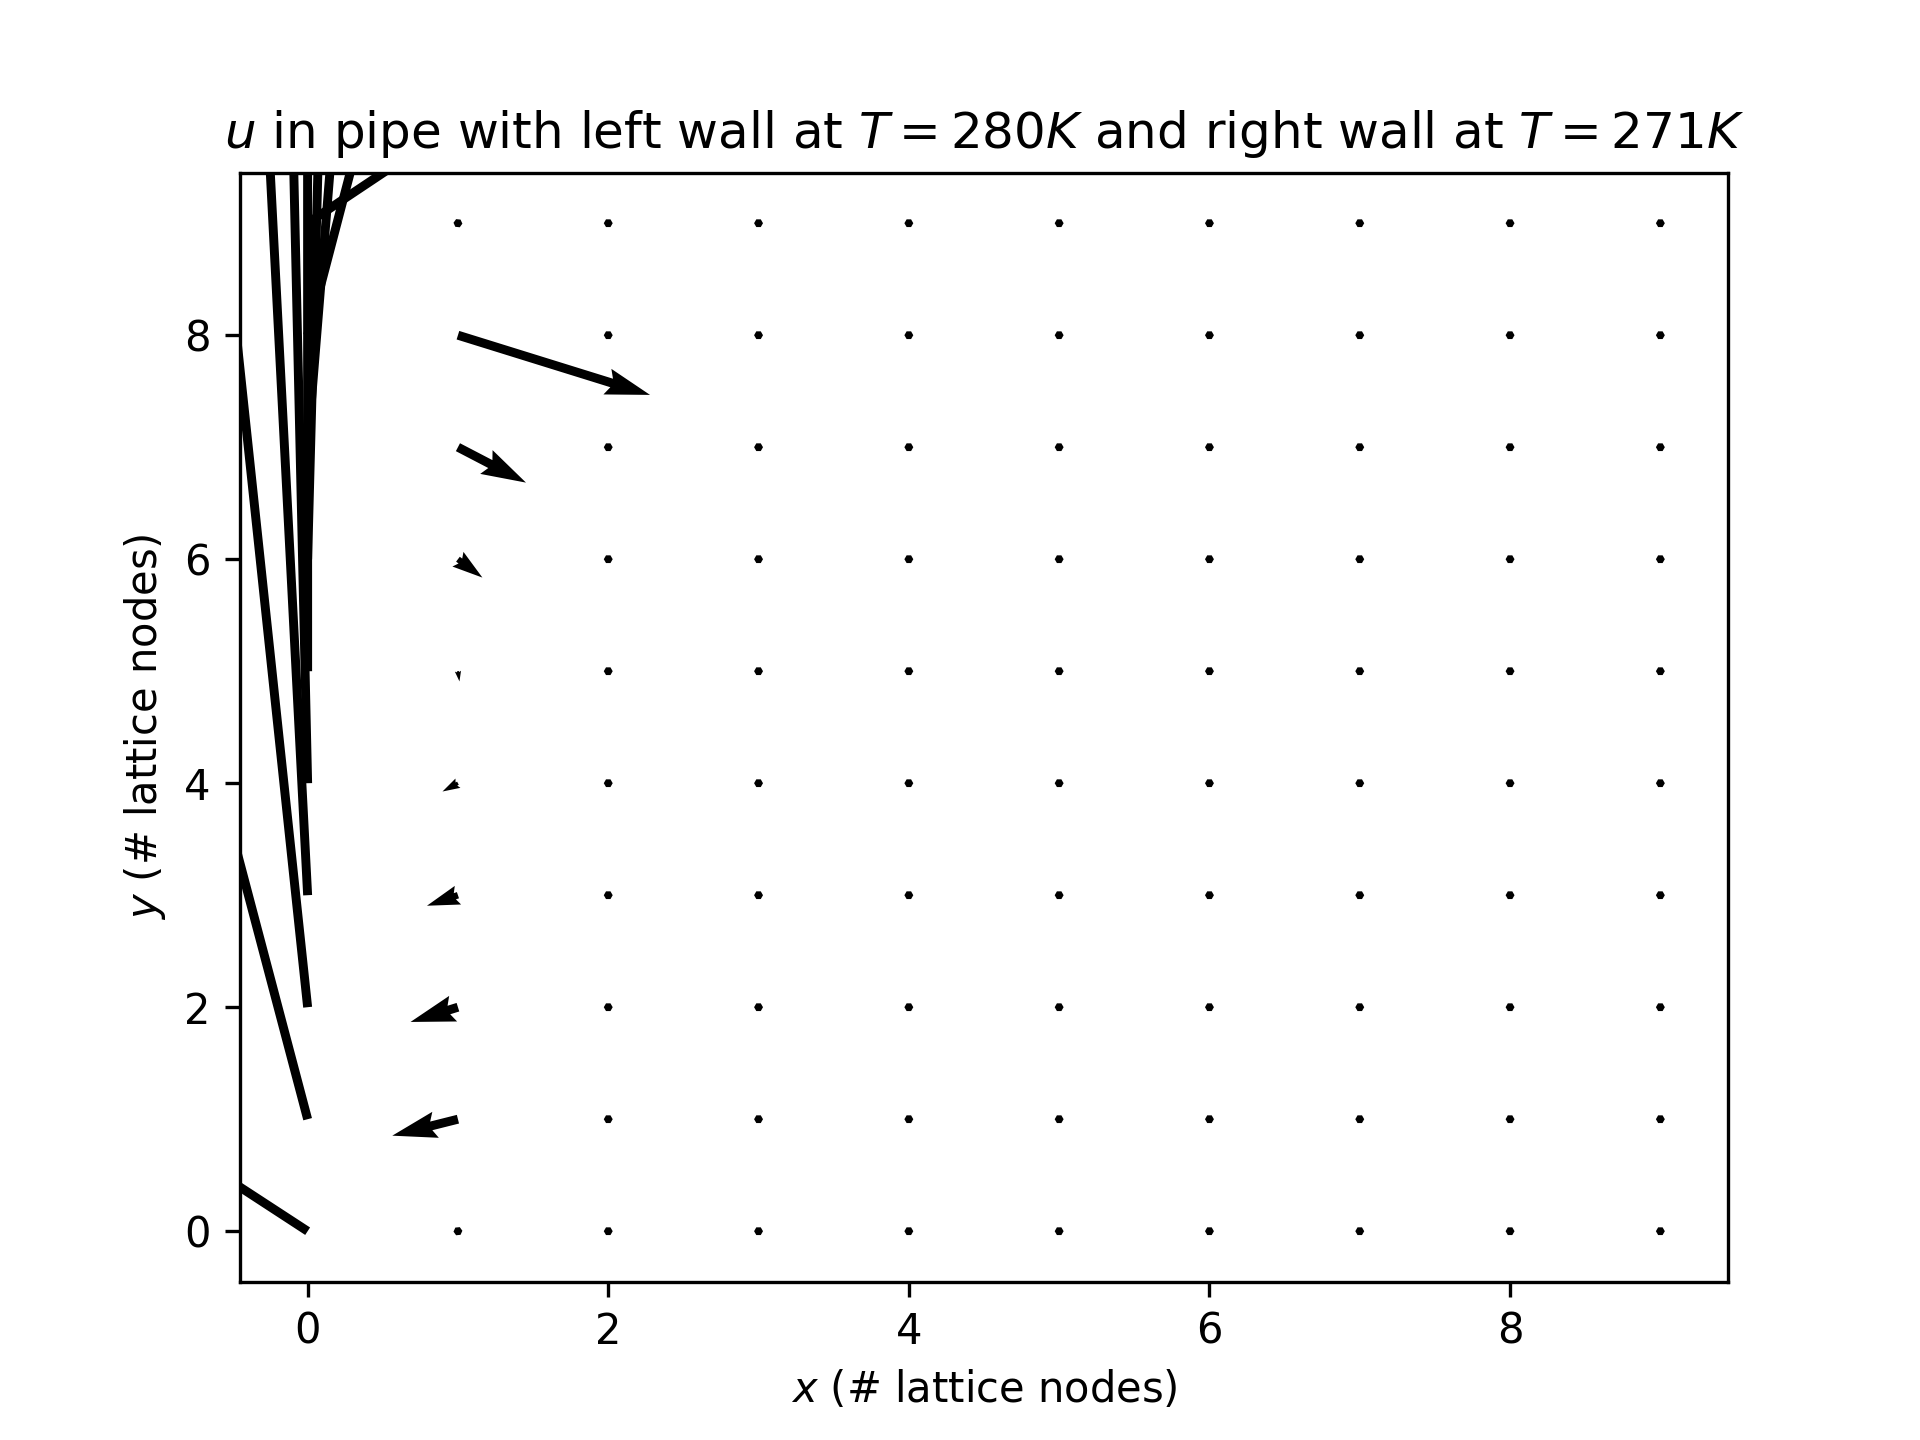 u in pipe with left wall at T = 280K and right wall at T = 271K
8
6
4
2
0
y (# lattice nodes)
0 2 4 6 8
x (# lattice nodes)